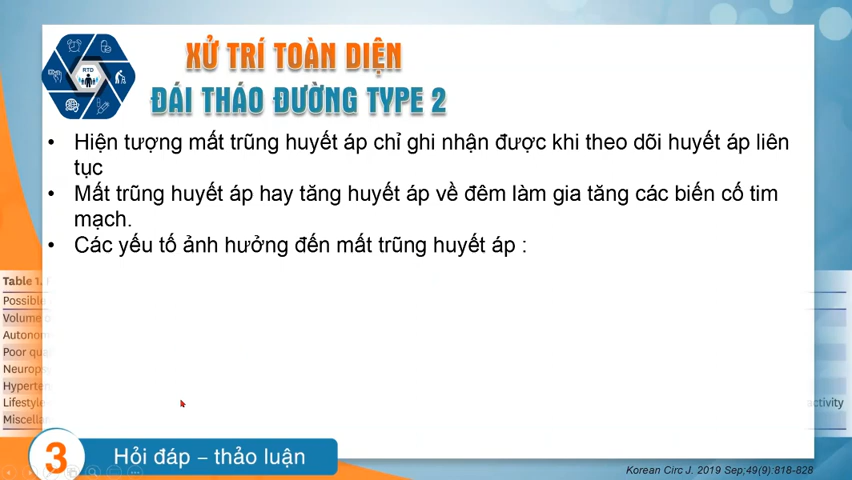 RTD
XỬ TRÍ TOÀN DIỆN
ĐÁI THÁO ĐƯỜNG TYPE 2
• Hiện tượng mất trũng huyết áp chỉ ghi nhận được khi theo dõi huyết áp liên
tục
• Mất trũng huyết áp hay tăng huyết áp về đêm làm gia tăng các biến cố tim
mạch.
• Các yếu tố ảnh hưởng đến mất trũng huyết áp :
Table 1.
Possible
Volume
Autonom
Poor qua
Neurops
Hyperten
Lifestyle
activity
Miscella
3
Hỏi đáp – thảo luận
Korean Circ J. 2019 Sep;49(9):818-828